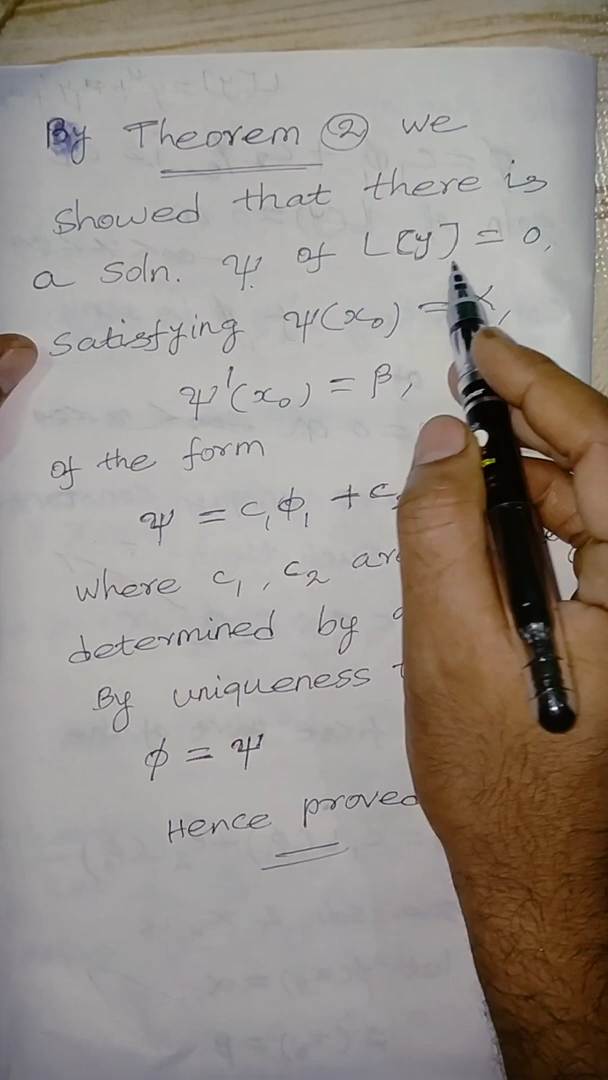 By Theorem ② we
showed that there is
a soln. ψ of L[y] = 0,
satisfying ψ(x₀) = α,
ψ'(x₀) = β,
of the form
ψ = c₁ϕ₁ + c
where c₁, c₂ are
determined by
By uniqueness
ϕ = ψ
Hence proved